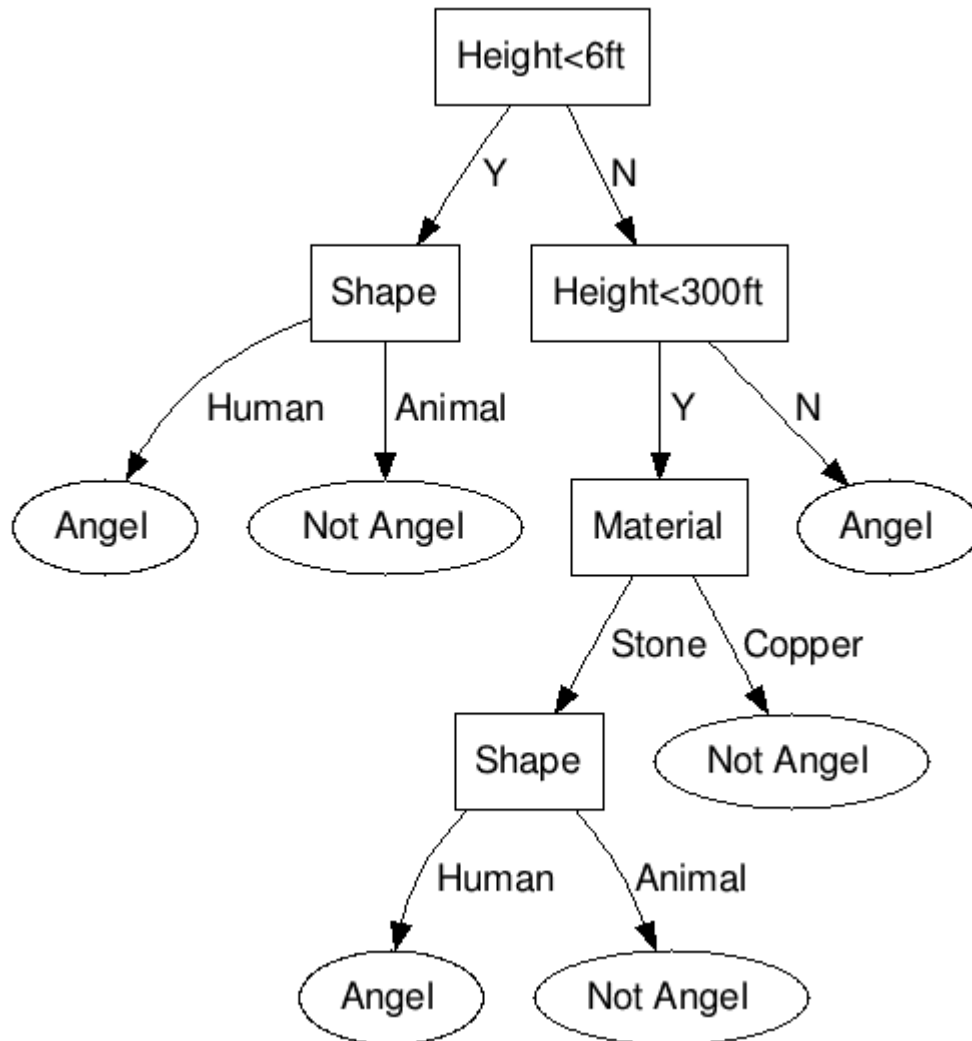 Height<6ft
Y
N
Shape
Height<300ft
Human
Animal
Y
N
Angel
Not Angel
Material
Angel
Stone
Copper
Shape
Not Angel
Human
Animal
Angel
Not Angel